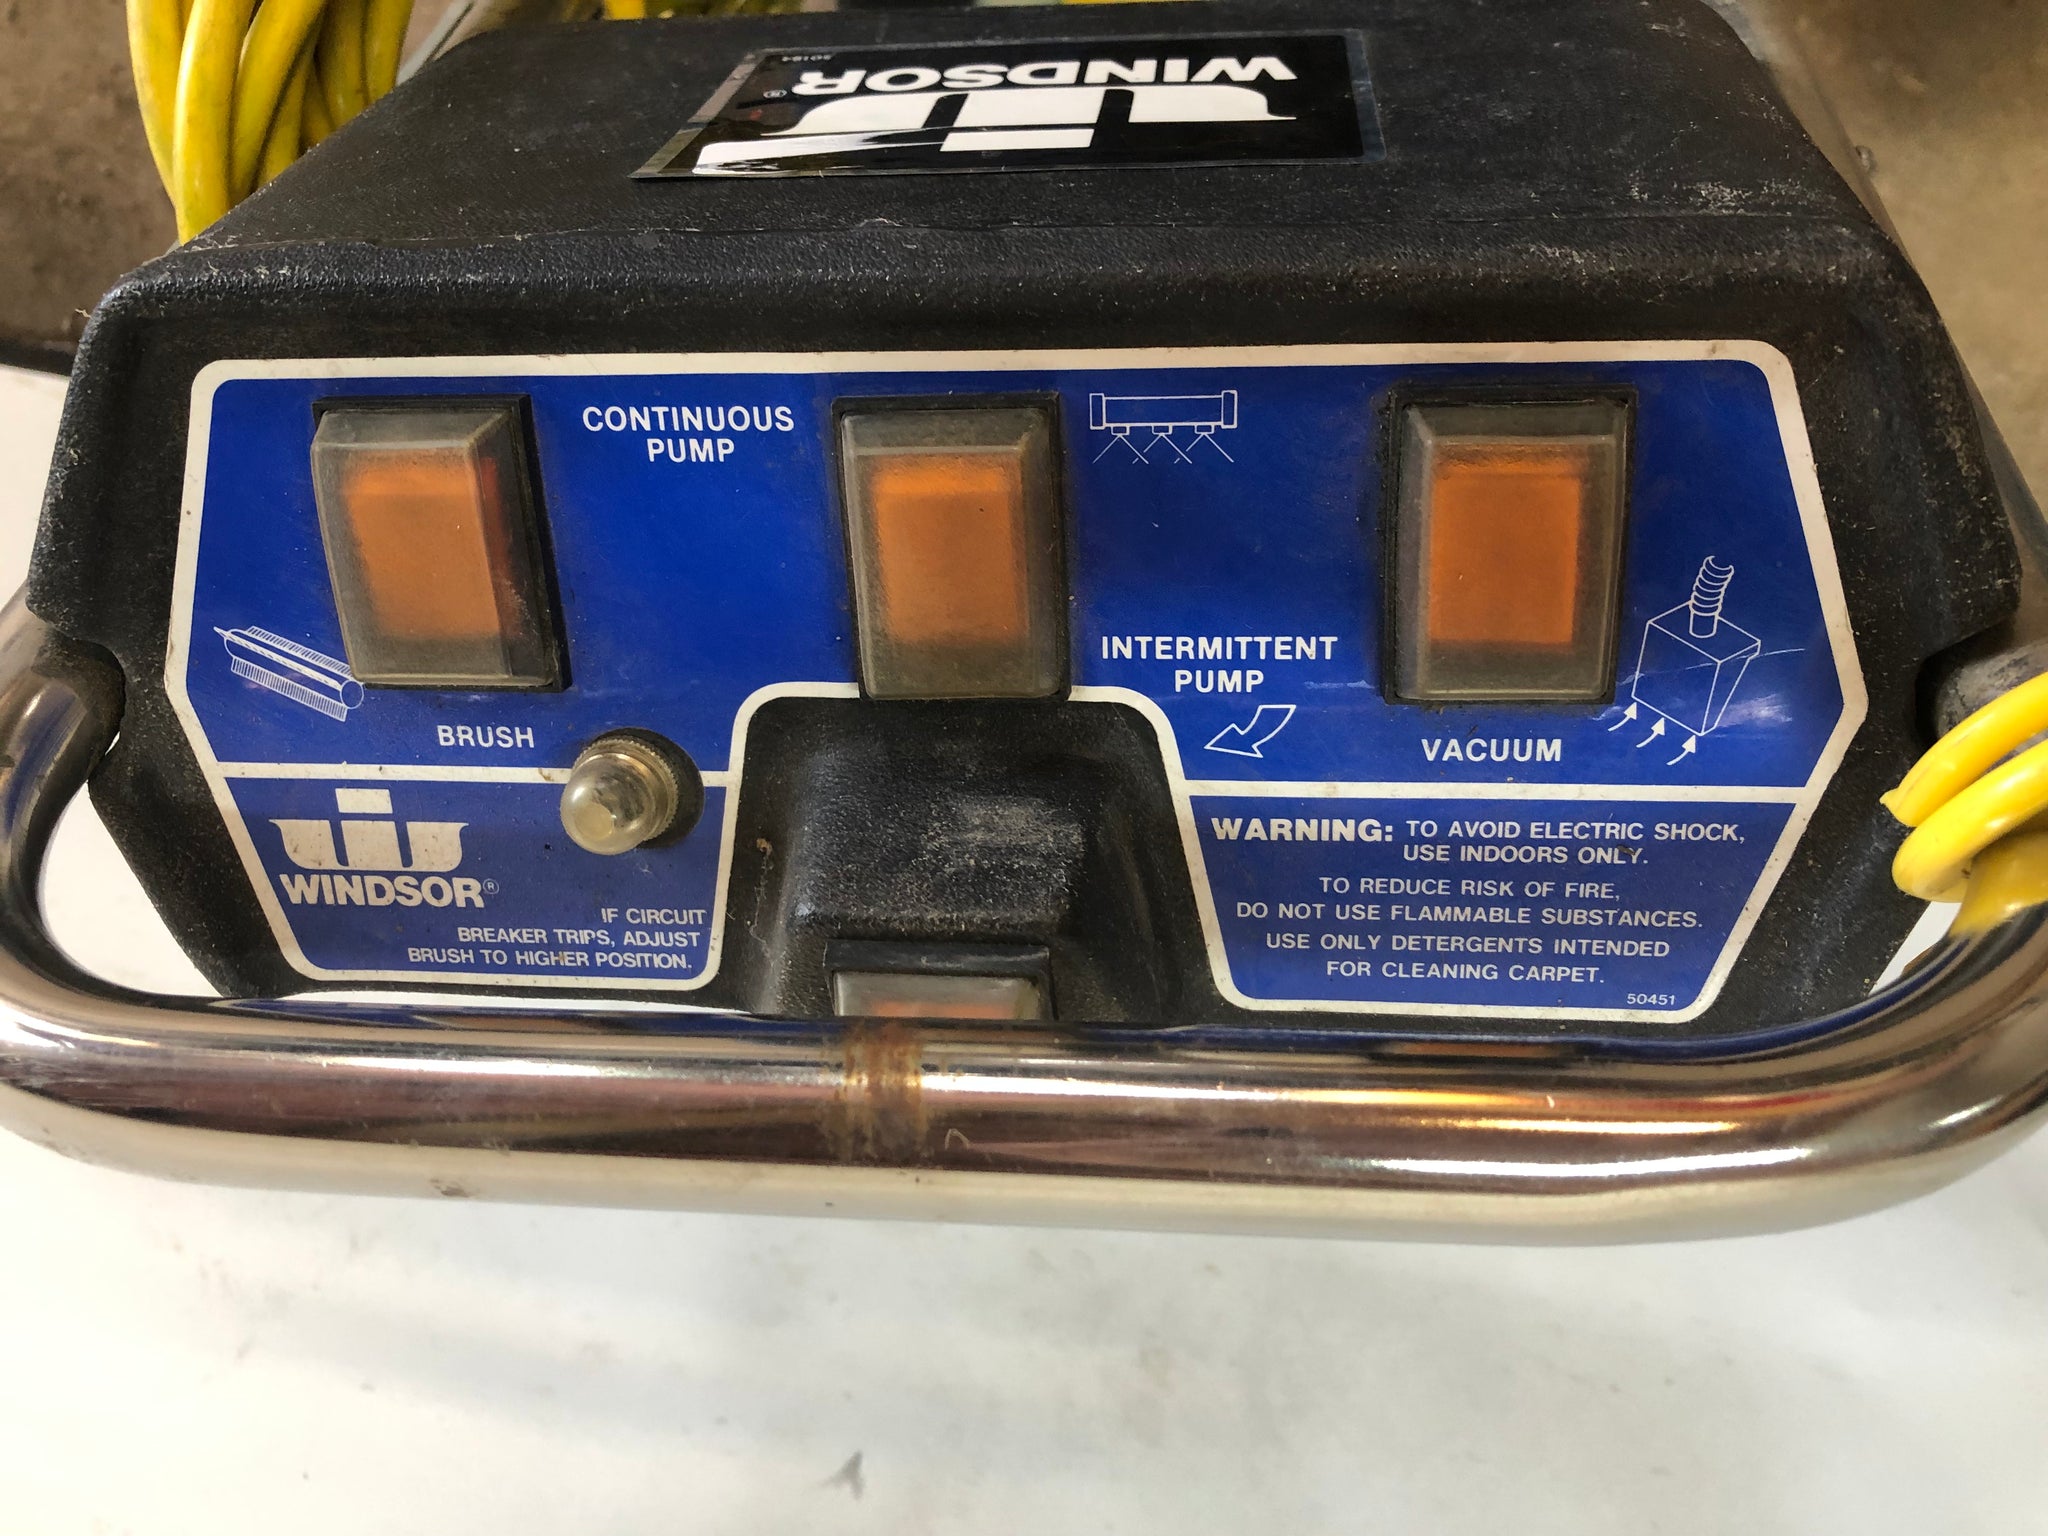 WINDSOR®
20184
CONTINUOUS
PUMP
INTERMITTENT
PUMP
BRUSH
VACUUM
WINDSOR®
IF CIRCUIT
BREAKER TRIPS, ADJUST
BRUSH TO HIGHER POSITION.
WARNING: TO AVOID ELECTRIC SHOCK,
USE INDOORS ONLY.
TO REDUCE RISK OF FIRE,
DO NOT USE FLAMMABLE SUBSTANCES.
USE ONLY DETERGENTS INTENDED
FOR CLEANING CARPET.
50451